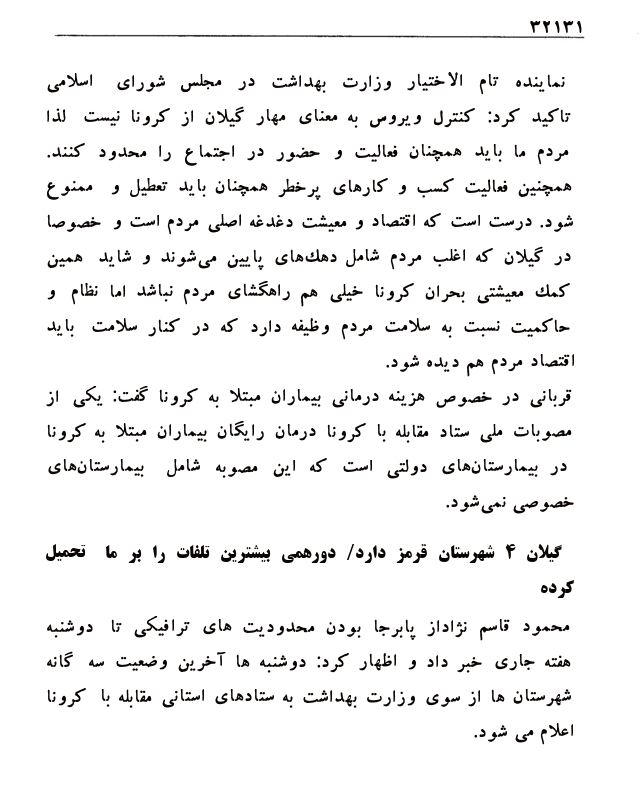 ۳۲۱۳۱
نماینده تام الاختیار وزارت بهداشت در مجلس شورای اسلامی
تاکید کرد: کنترل ویروس به معنای مهار گیلان از کرونا نیست لذا
مردم ما باید همچنان فعالیت و حضور در اجتماع را محدود کنند.
همچنین فعالیت کسب و کارهای پرخطر همچنان باید تعطیل و ممنوع
شود. درست است که اقتصاد و معیشت دغدغه اصلی مردم است و خصوصا
در گیلان که اغلب مردم شامل دهك‌های پایین می‌شوند و شاید همین
کمك معیشتی بحران کرونا خیلی هم راهگشای مردم نباشد اما نظام و
حاکمیت نسبت به سلامت مردم وظیفه دارد که در کنار سلامت باید
اقتصاد مردم هم دیده شود.
قربانی در خصوص هزینه درمانی بیماران مبتلا به کرونا گفت: یکی از
مصوبات ملی ستاد مقابله با کرونا درمان رایگان بیماران مبتلا به کرونا
در بیمارستان‌های دولتی است که این مصوبه شامل بیمارستان‌های
خصوصی نمی‌شود.
گیلان ۴ شهرستان قرمز دارد/ دورهمی بیشترین تلفات را بر ما تحمیل
کرده
محمود قاسم نژاداز پابرجا بودن محدودیت های ترافیکی تا دوشنبه
هفته جاری خبر داد و اظهار کرد: دوشنبه ها آخرین وضعیت سه گانه
شهرستان ها از سوی وزارت بهداشت به ستادهای استانی مقابله با کرونا
اعلام می شود.